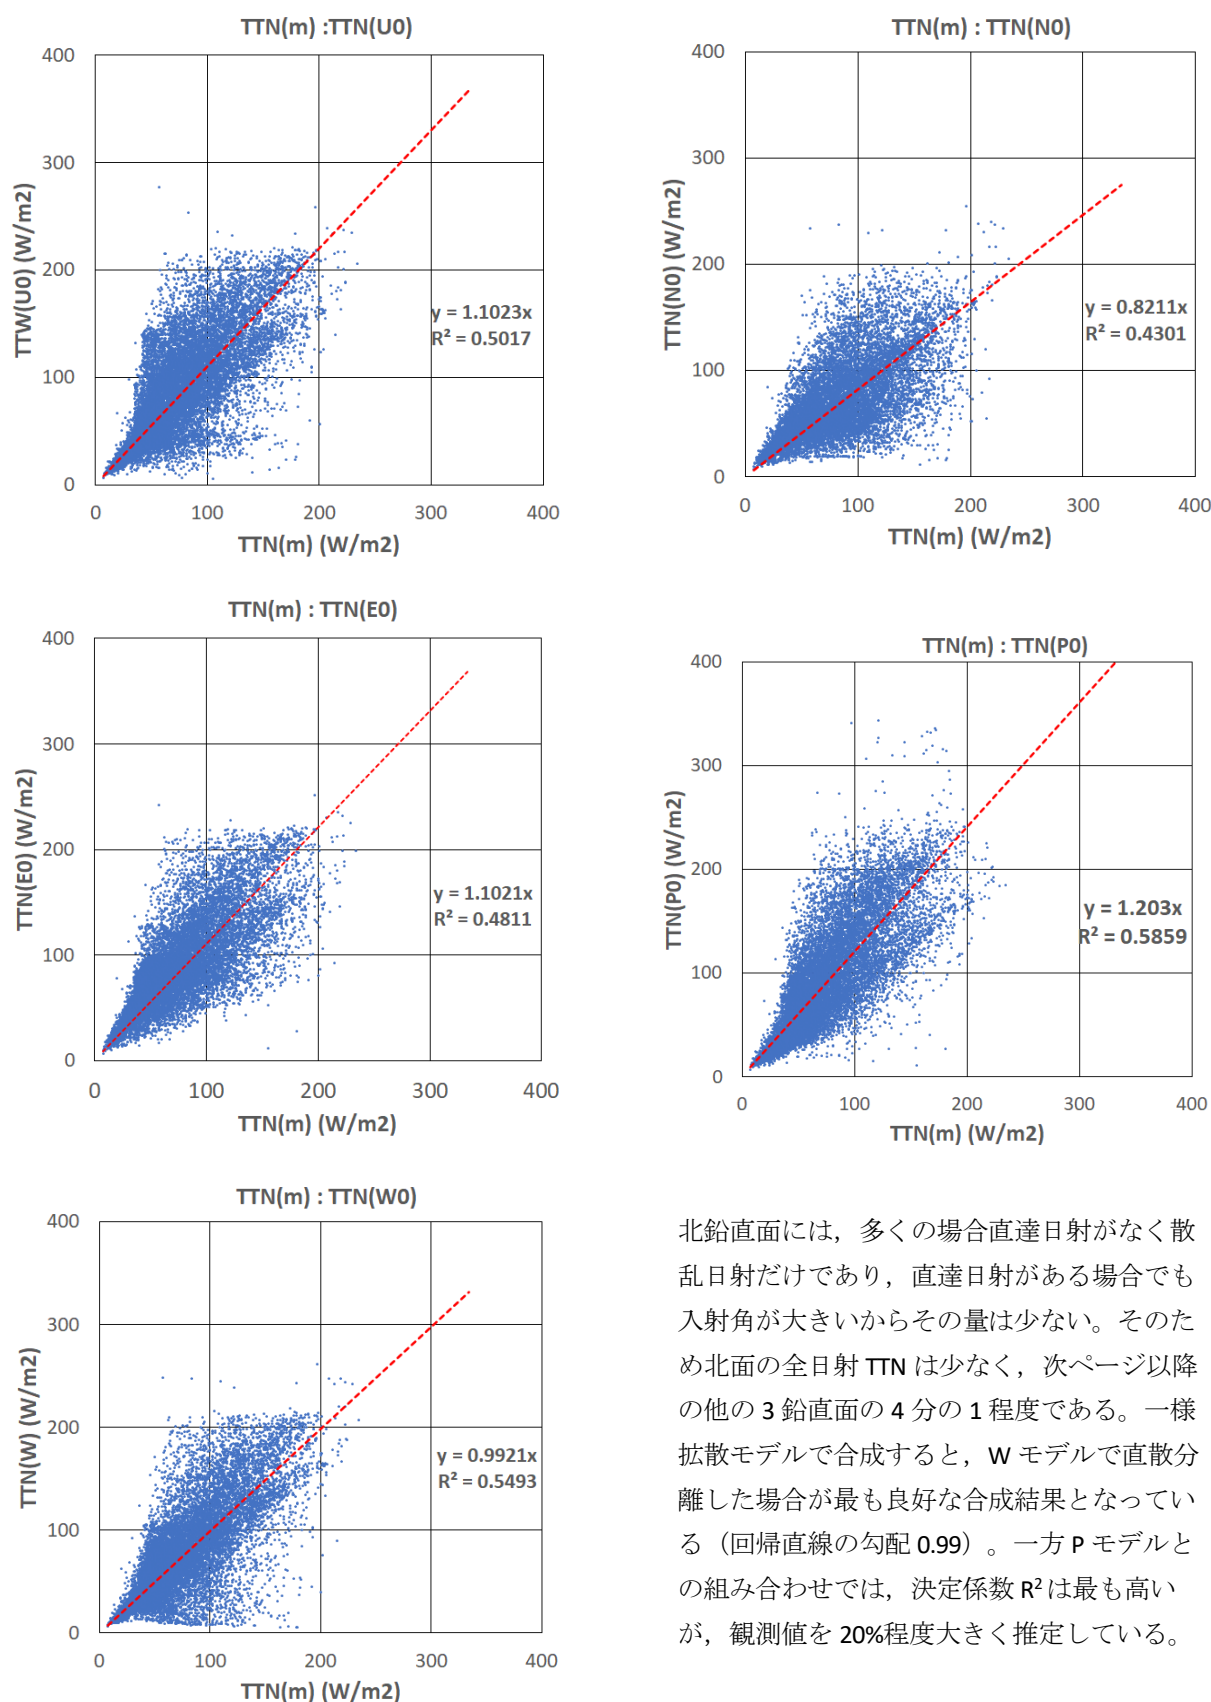 TTN(m) :TTN(U0)
400
300
200
100
0
TTW(U0) (W/m2)
y = 1.1023x
R² = 0.5017
0 100 200 300 400
TTN(m) (W/m2)
TTN(m) : TTN(N0)
400
300
200
100
0
TTN(N0) (W/m2)
y = 0.8211x
R² = 0.4301
0 100 200 300 400
TTN(m) (W/m2)
TTN(m) : TTN(E0)
400
300
200
100
0
TTN(E0) (W/m2)
y = 1.1021x
R² = 0.4811
0 100 200 300 400
TTN(m) (W/m2)
TTN(m) : TTN(P0)
400
300
200
100
0
TTN(P0) (W/m2)
y = 1.203x
R² = 0.5859
0 100 200 300 400
TTN(m) (W/m2)
TTN(m) : TTN(W0)
400
300
200
100
0
TTN(W) (W/m2)
y = 0.9921x
R² = 0.5493
0 100 200 300 400
TTN(m) (W/m2)
北鉛直面には，多くの場合直達日射がなく散
乱日射だけであり，直達日射がある場合でも
入射角が大きいからその量は少ない。そのた
め北面の全日射 TTN は少なく，次ページ以降
の他の 3 鉛直面の 4 分の 1 程度である。一様
拡散モデルで合成すると，W モデルで直散分
離した場合が最も良好な合成結果となってい
る（回帰直線の勾配 0.99）。一方 P モデルと
の組み合わせでは，決定係数 R² は最も高い
が，観測値を 20%程度大きく推定している。